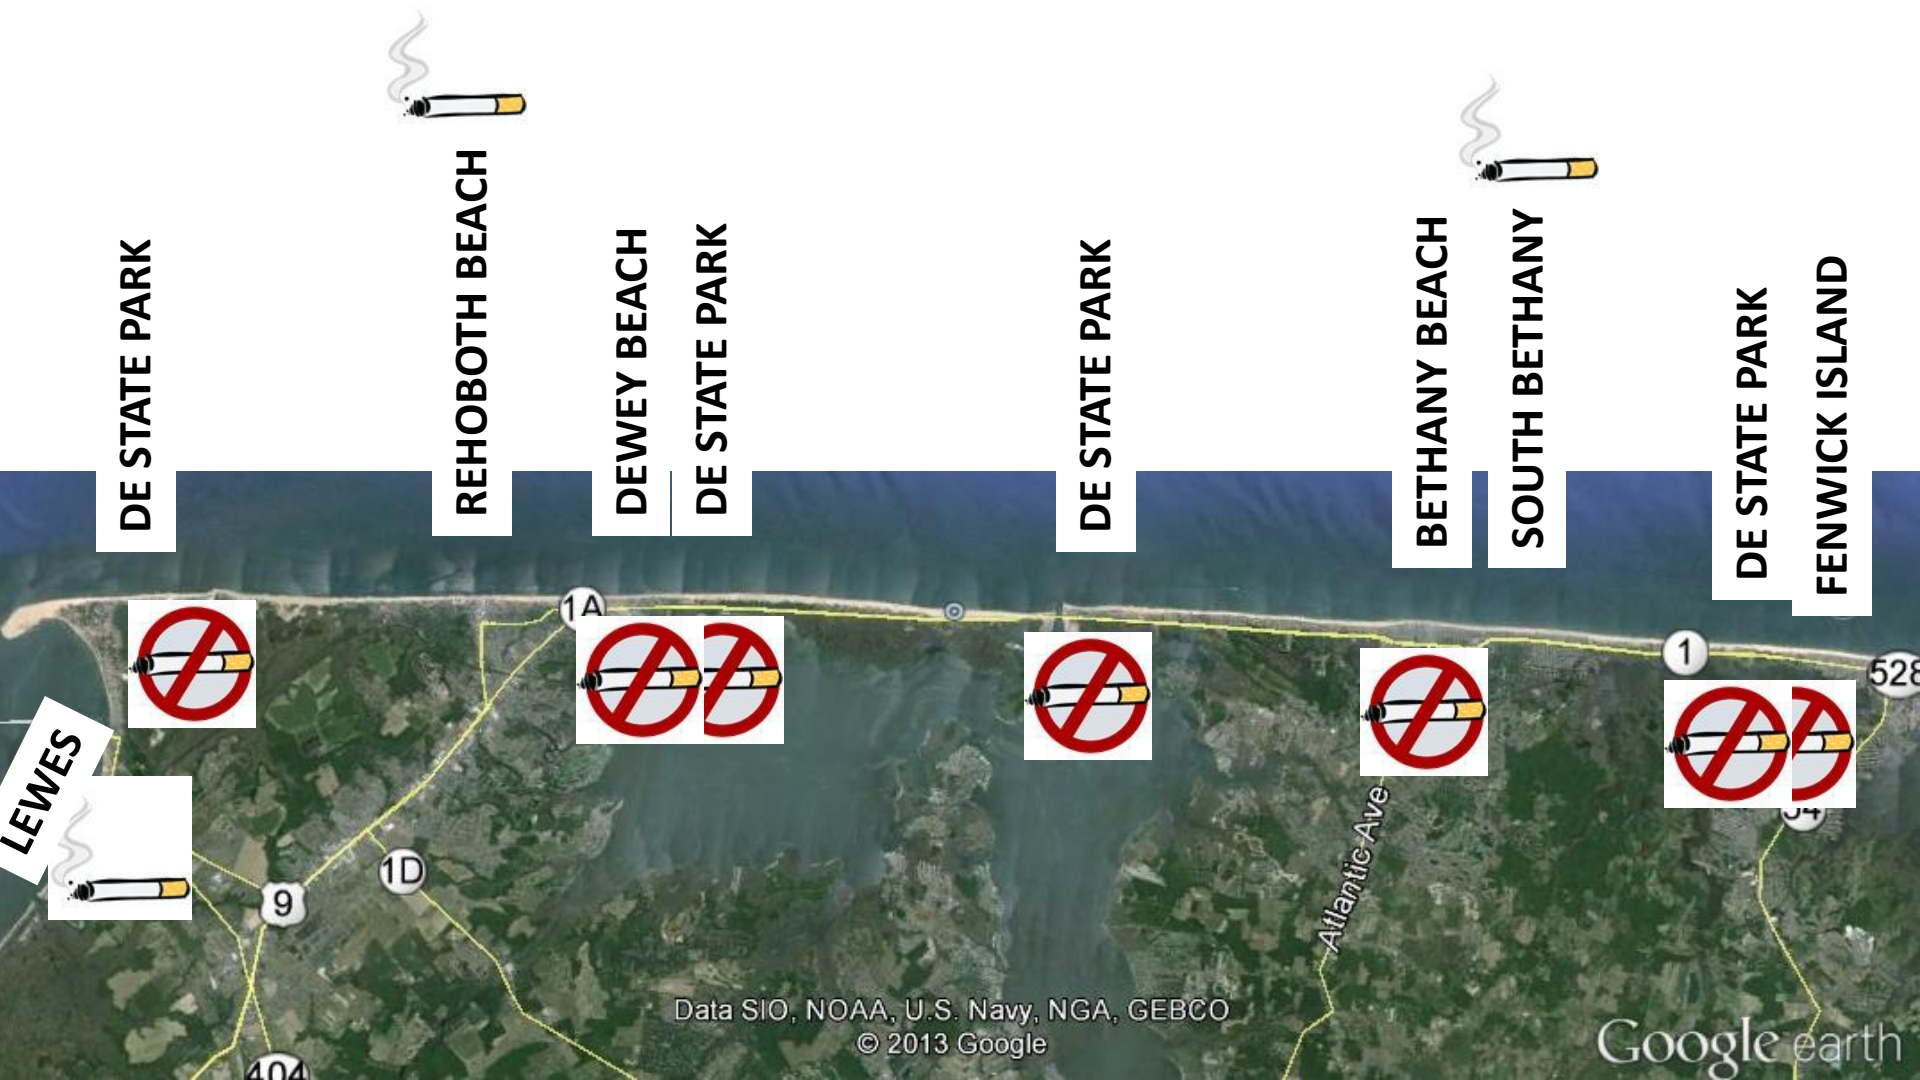 DE STATE PARK
REHOBOTH BEACH
DEWEY BEACH
DE STATE PARK
DE STATE PARK
BETHANY BEACH
SOUTH BETHANY
DE STATE PARK
FENWICK ISLAND
1A
1
528
LEWES
54
1D
9
Atlantic Ave
Data SIO, NOAA, U.S. Navy, NGA, GEBCO
© 2013 Google
Google earth
404